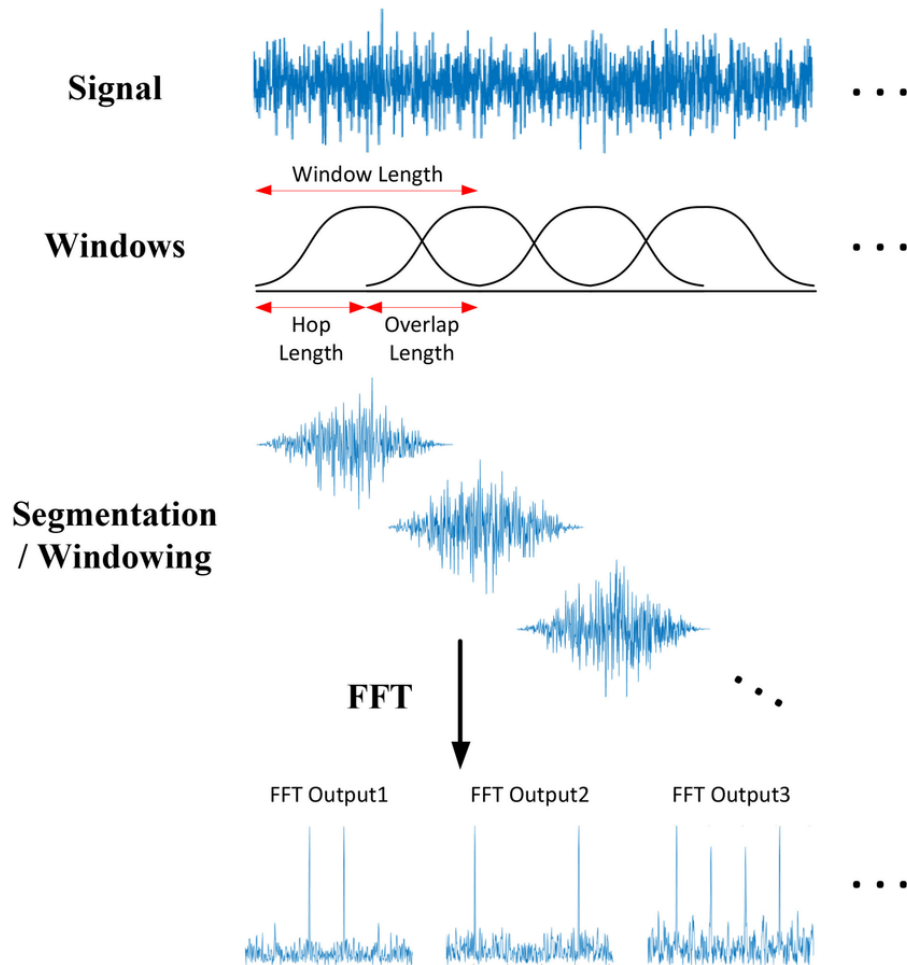 Signal
. . .
Window Length
Windows
. . .
Hop
Length
Overlap
Length
Segmentation
/ Windowing
. . .
FFT
FFT Output1
FFT Output2
FFT Output3
. . .